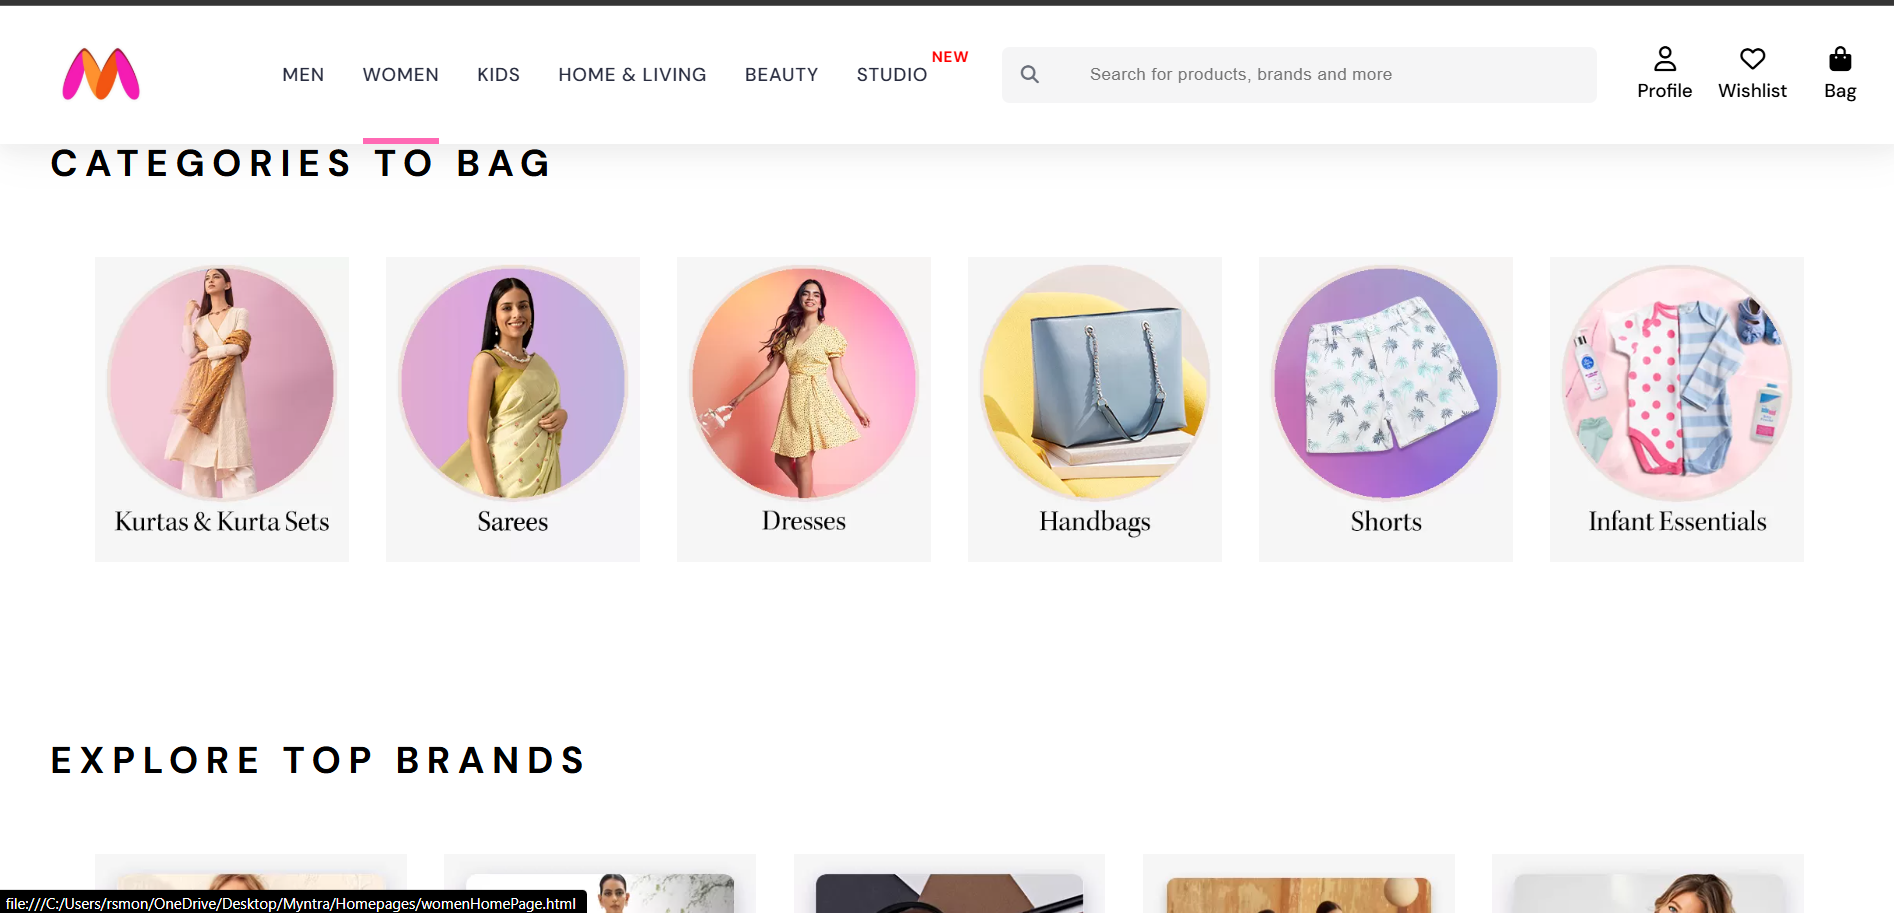 MEN WOMEN KIDS HOME & LIVING BEAUTY STUDIO NEW
Search for products, brands and more
Profile Wishlist Bag
CATEGORIES TO BAG
Kurtas & Kurta Sets
Sarees
Dresses
Handbags
Shorts
Infant Essentials
EXPLORE TOP BRANDS
file:///C:/Users/rsmon/OneDrive/Desktop/Myntra/Homepages/womenHomePage.html